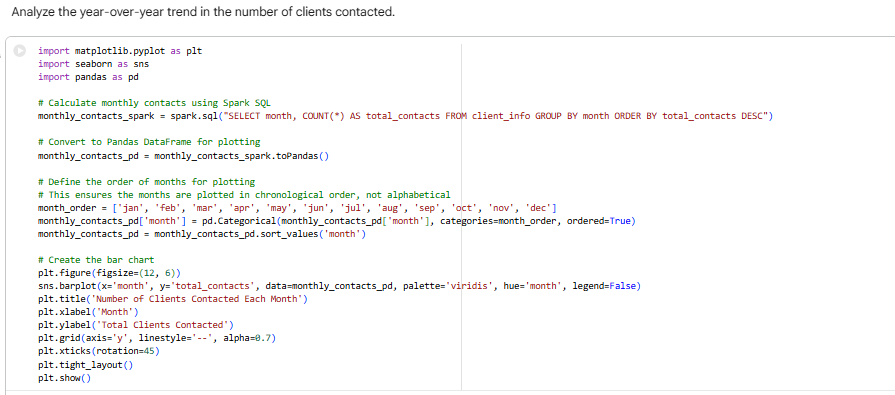 Analyze the year-over-year trend in the number of clients contacted.
import matplotlib.pyplot as plt
import seaborn as sns
import pandas as pd
# Calculate monthly contacts using Spark SQL
monthly_contacts_spark = spark.sql("SELECT month, COUNT(*) AS total_contacts FROM client_info GROUP BY month ORDER BY total_contacts DESC")
# Convert to Pandas DataFrame for plotting
monthly_contacts_pd = monthly_contacts_spark.toPandas()
# Define the order of months for plotting
# This ensures the months are plotted in chronological order, not alphabetical
month_order = ['jan', 'feb', 'mar', 'apr', 'may', 'jun', 'jul', 'aug', 'sep', 'oct', 'nov', 'dec']
monthly_contacts_pd['month'] = pd.Categorical(monthly_contacts_pd['month'], categories=month_order, ordered=True)
monthly_contacts_pd = monthly_contacts_pd.sort_values('month')
# Create the bar chart
plt.figure(figsize=(12, 6))
sns.barplot(x='month', y='total_contacts', data=monthly_contacts_pd, palette='viridis', hue='month', legend=False)
plt.title('Number of Clients Contacted Each Month')
plt.xlabel('Month')
plt.ylabel('Total Clients Contacted')
plt.grid(axis='y', linestyle='--', alpha=0.7)
plt.xticks(rotation=45)
plt.tight_layout()
plt.show()